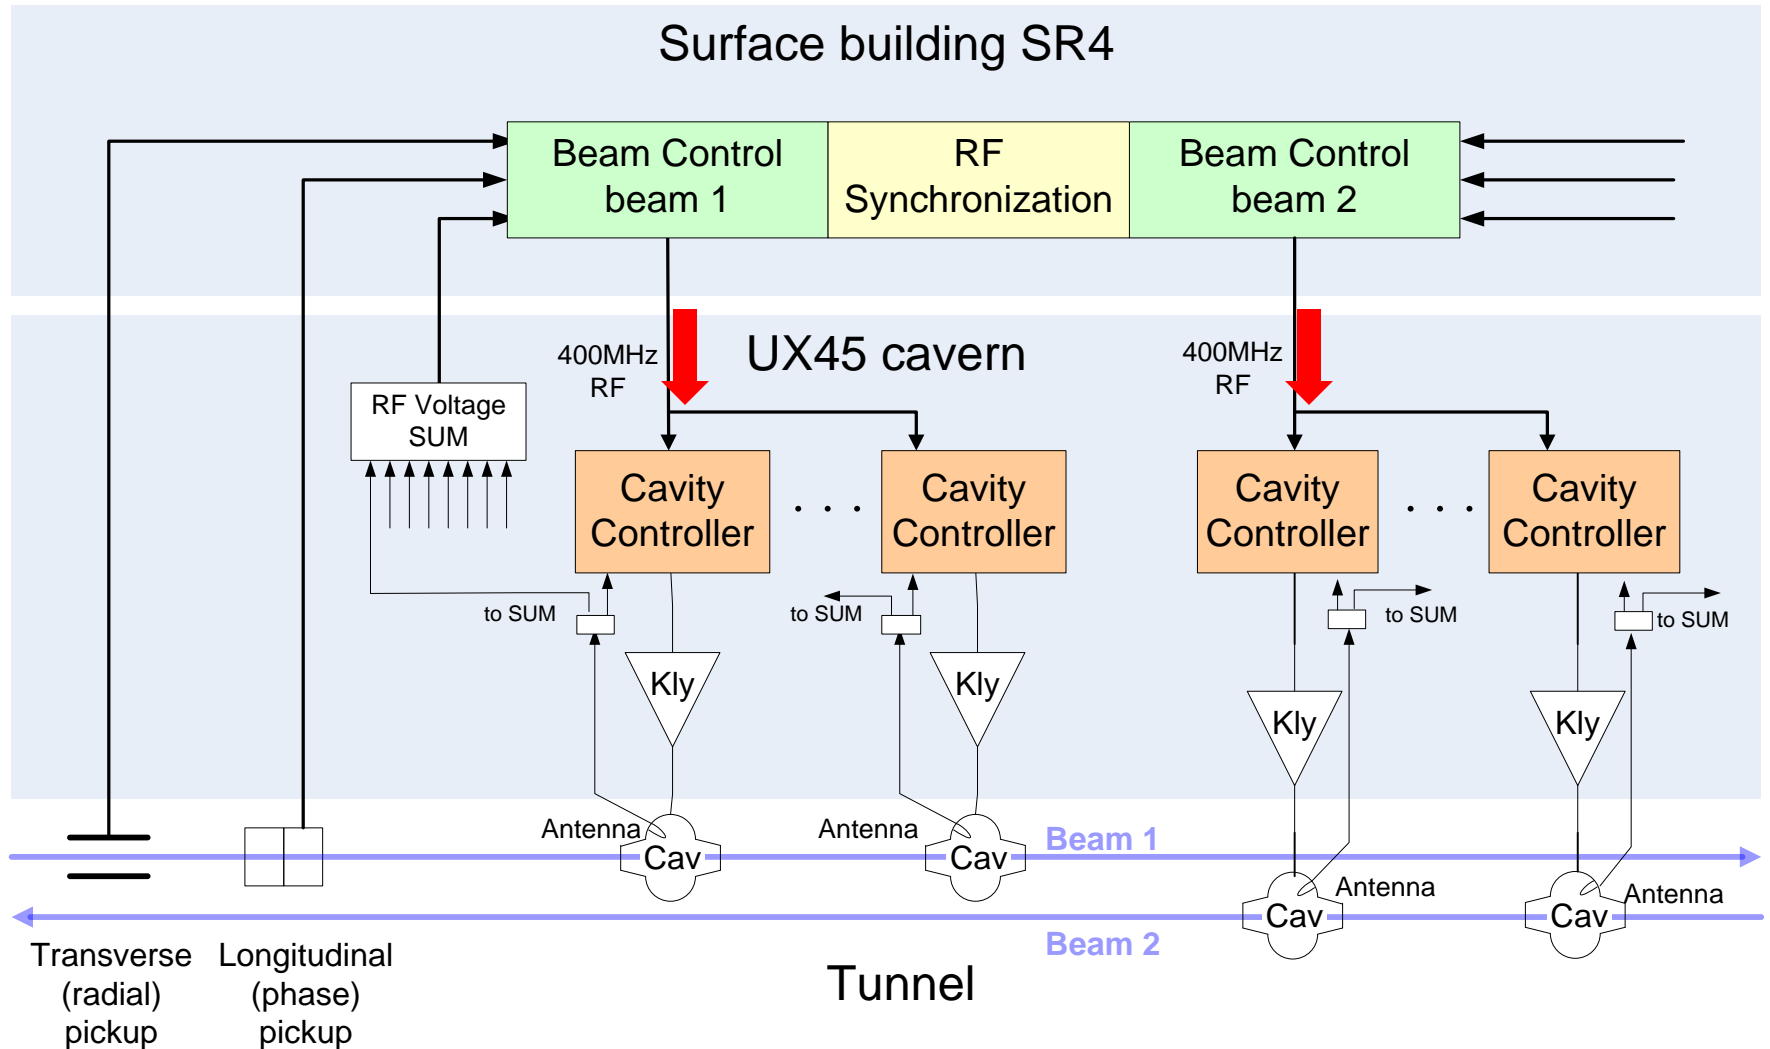 Surface building SR4
Beam Control
beam 1
RF
Synchronization
Beam Control
beam 2
400MHz
RF
UX45 cavern
400MHz
RF
RF Voltage
SUM
Cavity
Controller
. . .
Cavity
Controller
Cavity
Controller
. . .
Cavity
Controller
to SUM
to SUM
to SUM
to SUM
Kly
Kly
Kly
Kly
Antenna
Antenna
Beam 1
Cav
Cav
Antenna
Antenna
Cav
Cav
Beam 2
Transverse
(radial)
pickup
Longitudinal
(phase)
pickup
Tunnel